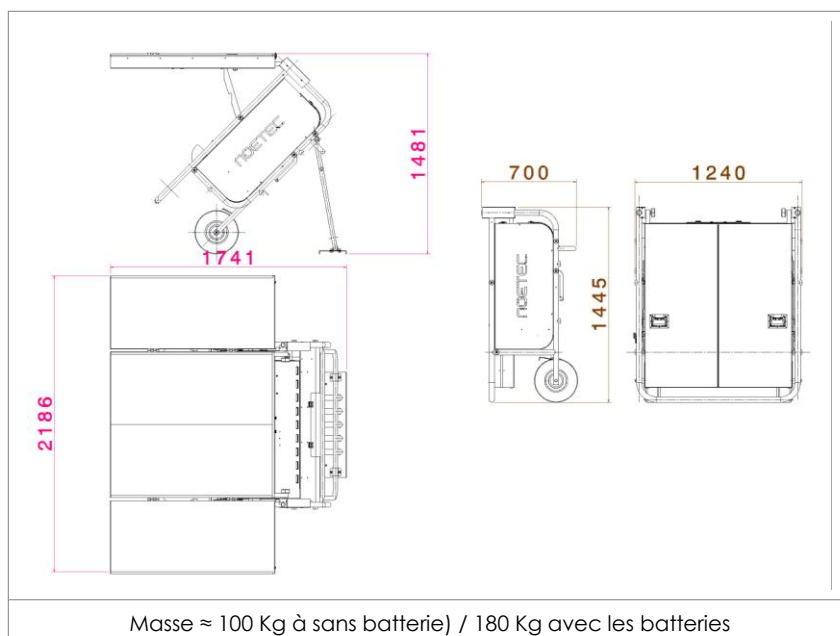 NOETEC
1481
1741
2186
700
1240
NOETEC
1445
Masse ≈ 100 Kg à sans batterie) / 180 Kg avec les batteries